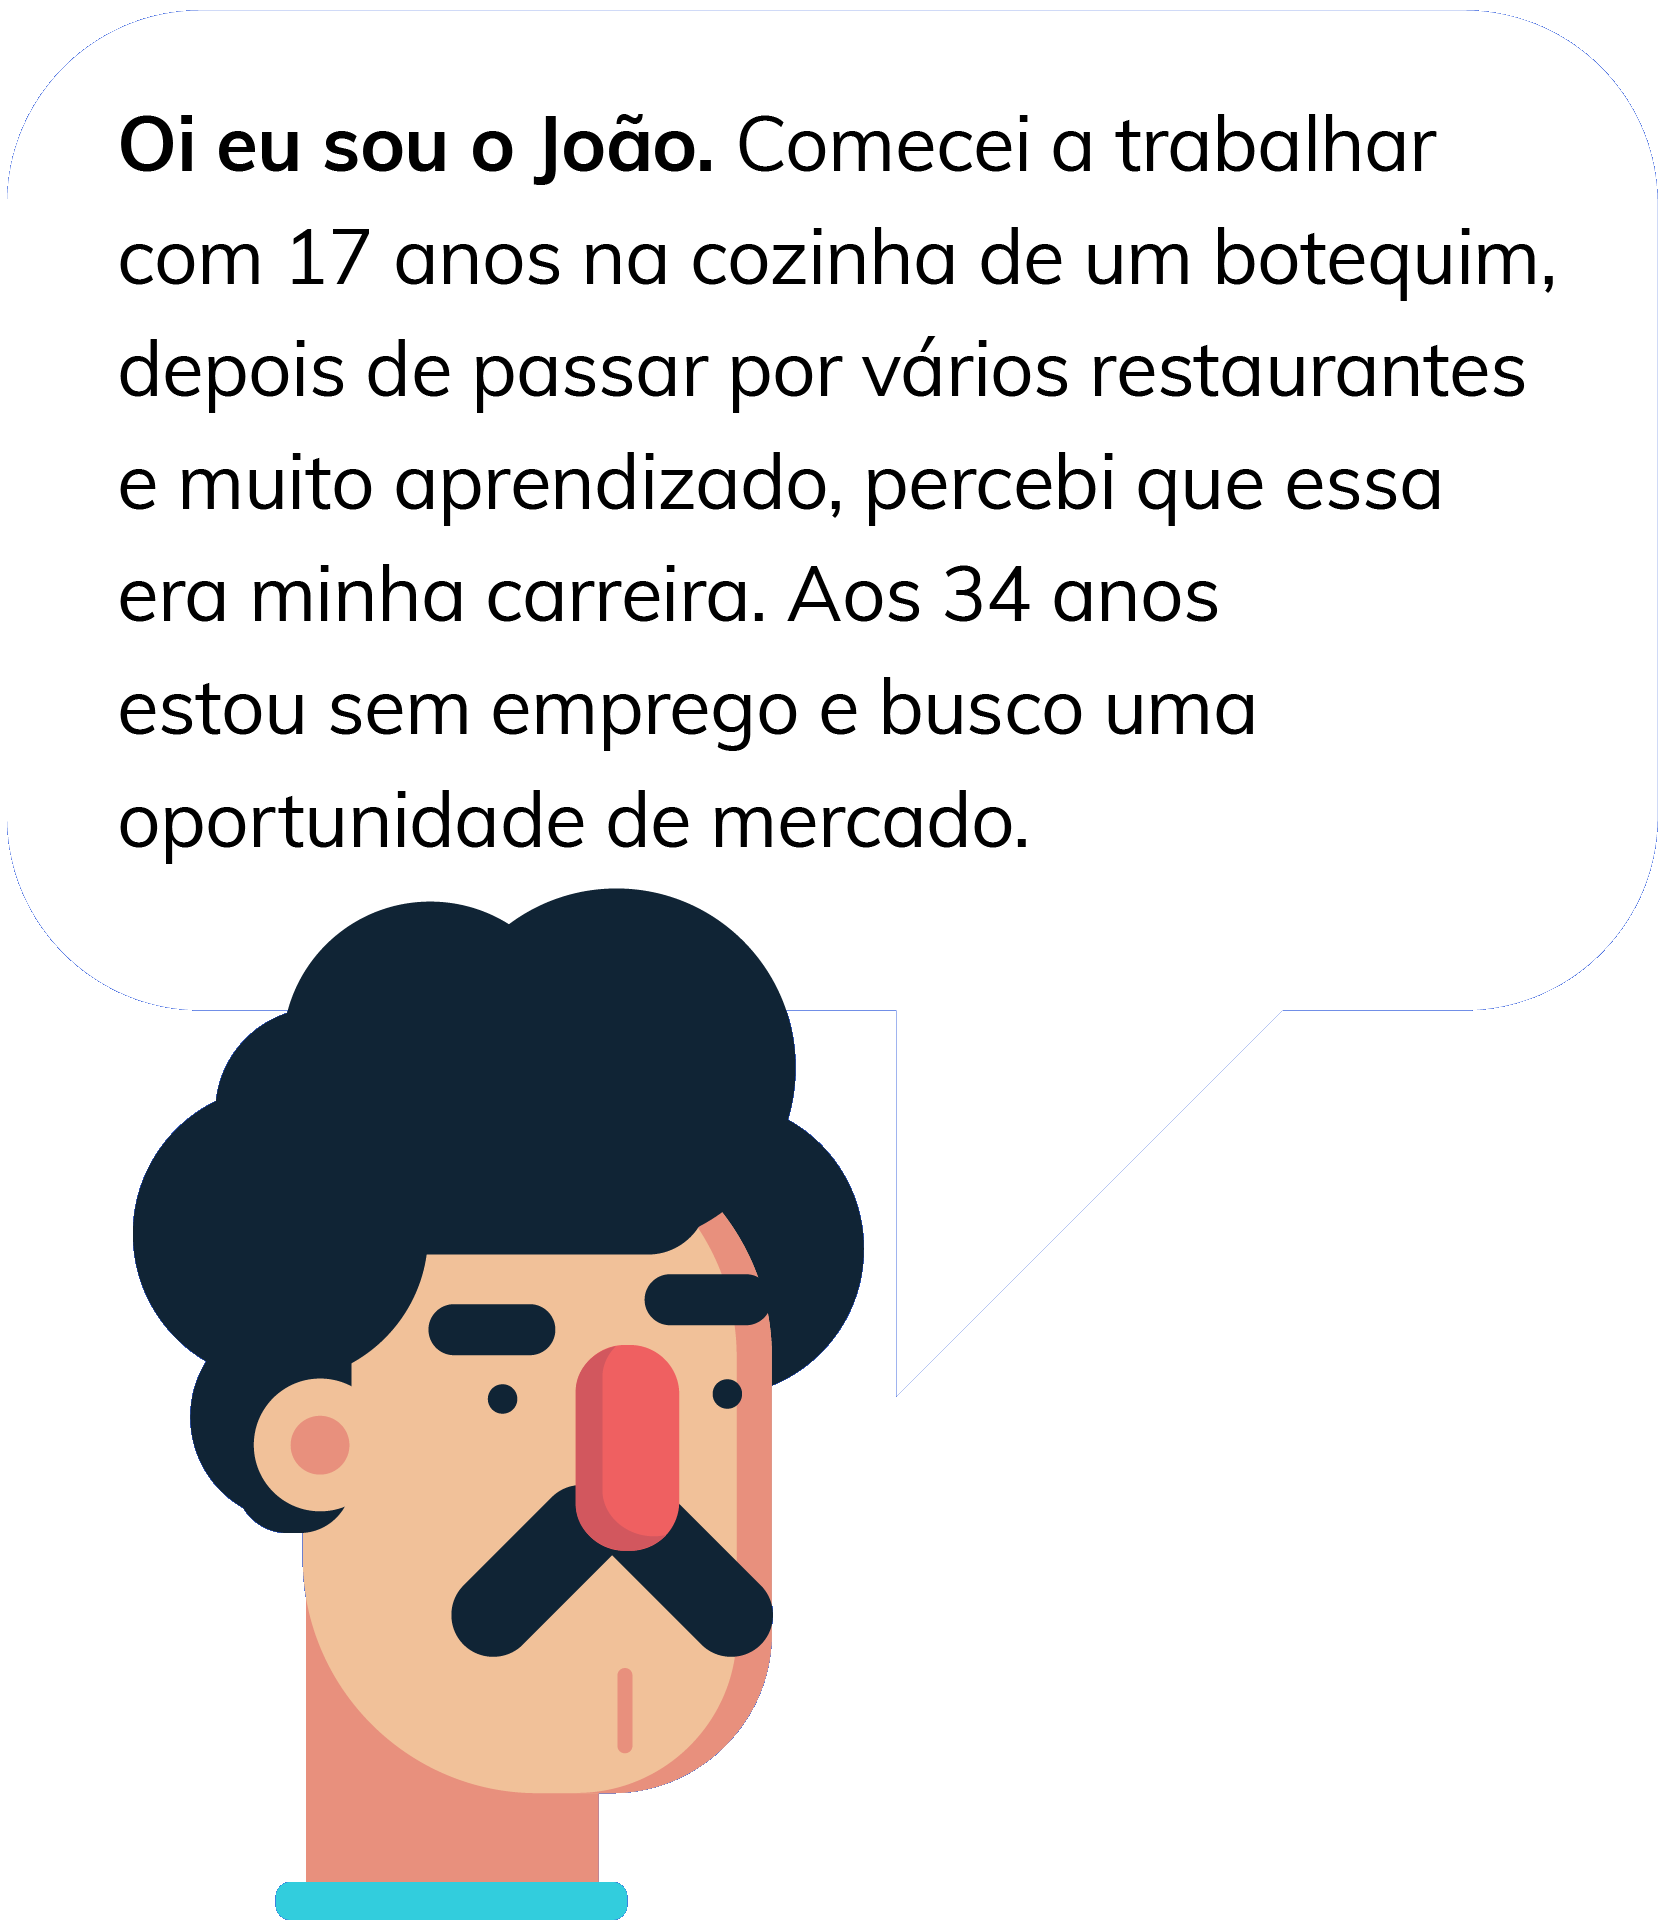 Oi eu sou o João. Comecei a trabalhar
com 17 anos na cozinha de um botequim,
depois de passar por vários restaurantes
e muito aprendizado, percebi que essa
era minha carreira. Aos 34 anos
estou sem emprego e busco uma
oportunidade de mercado.